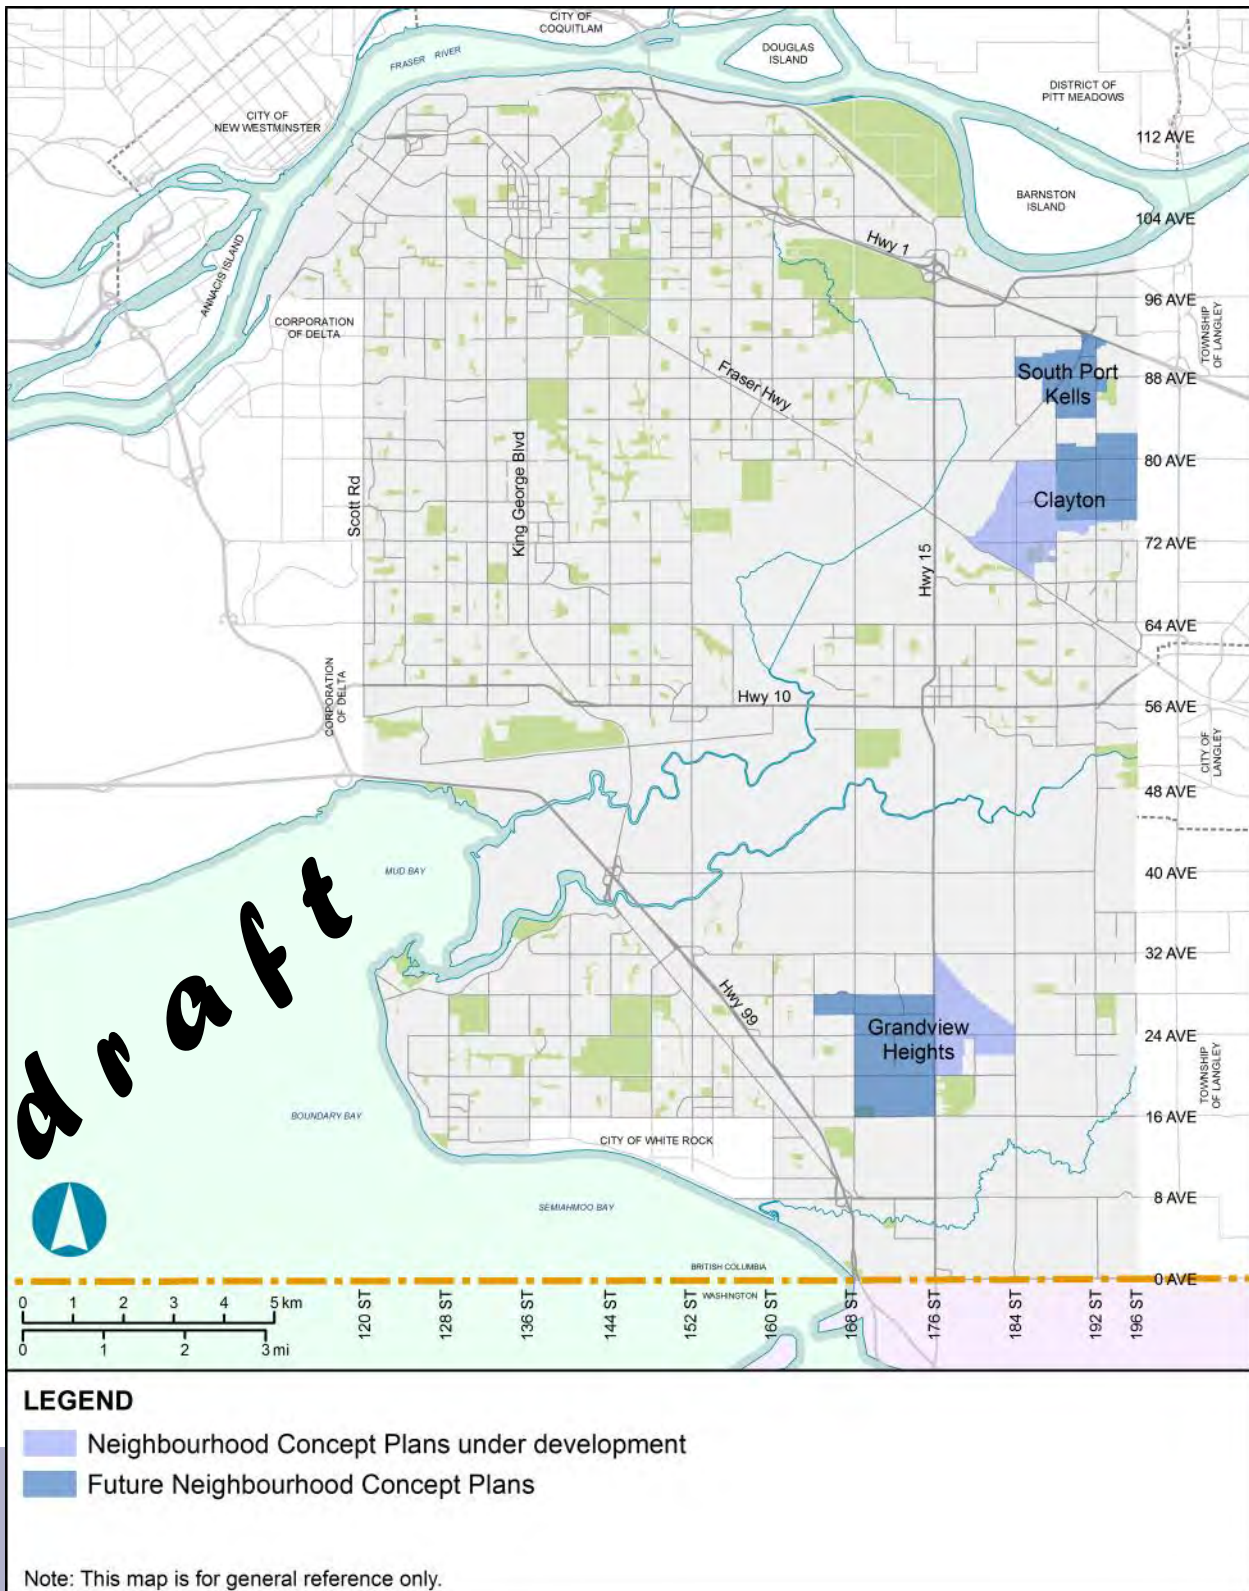 CITY OF
COQUITLAM
FRASER RIVER
DOUGLAS
ISLAND
DISTRICT OF
PITT MEADOWS
CITY OF
NEW WESTMINSTER
112 AVE
BARNSTON
ISLAND
104 AVE
Hwy 1
ANNACIS ISLAND
96 AVE
CORPORATION
OF DELTA
TOWNSHIP
OF LANGLEY
South Port
Kells
88 AVE
Fraser Hwy
King George Blvd
Scott Rd
80 AVE
Clayton
72 AVE
Hwy 15
64 AVE
CORPORATION
OF DELTA
Hwy 10
56 AVE
CITY OF
LANGLEY
48 AVE
MUD BAY
40 AVE
draft
32 AVE
Hwy 99
Grandview
Heights
24 AVE
TOWNSHIP
OF LANGLEY
BOUNDARY BAY
16 AVE
CITY OF WHITE ROCK
8 AVE
SEMIAHMOO BAY
BRITISH COLUMBIA
0 AVE
WASHINGTON
0 1 2 3 4 5 km
0 1 2 3 mi
120 ST
128 ST
136 ST
144 ST
152 ST
160 ST
168 ST
176 ST
184 ST
192 ST
196 ST
LEGEND
Neighbourhood Concept Plans under development
Future Neighbourhood Concept Plans
Note: This map is for general reference only.